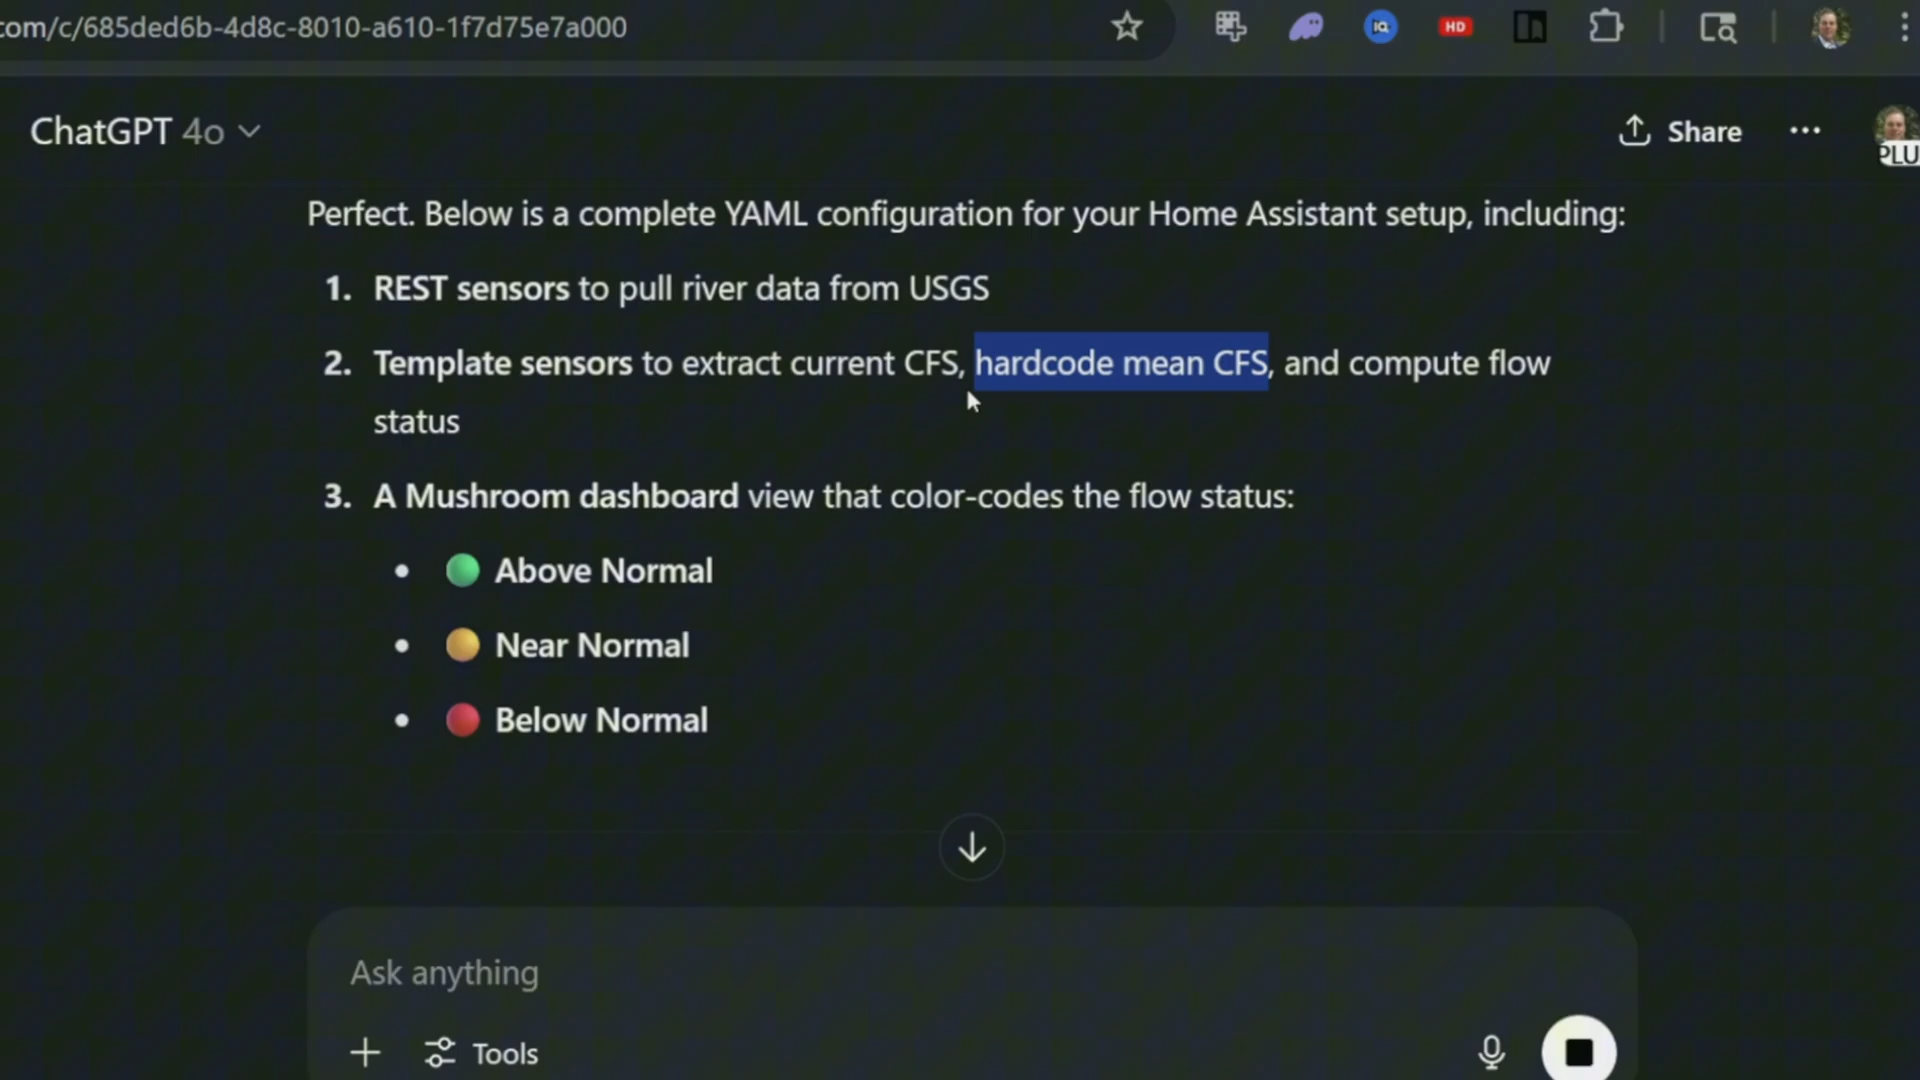 com/c/685ded6b-4d8c-8010-a610-1f7d75e7a000
HD
ChatGPT 4o
Share
PLU
Perfect. Below is a complete YAML configuration for your Home Assistant setup, including:
1. REST sensors to pull river data from USGS
2. Template sensors to extract current CFS, hardcode mean CFS, and compute flow
status
3. A Mushroom dashboard view that color-codes the flow status:
Above Normal
Near Normal
Below Normal
Ask anything
Tools